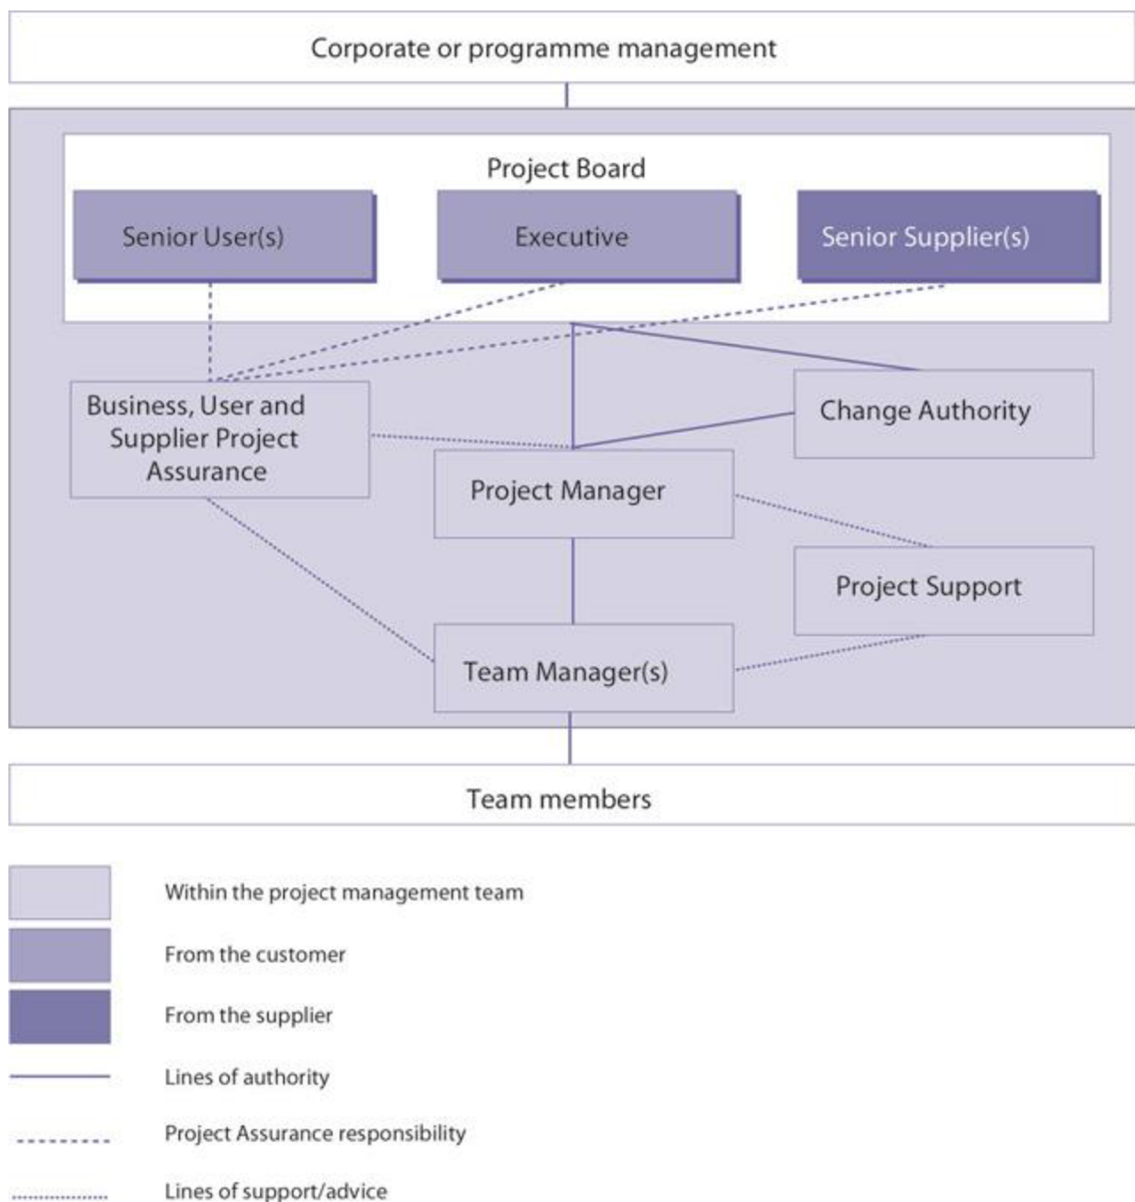 Corporate or programme management
Project Board
Senior User(s)
Executive
Senior Supplier(s)
Business, User and
Supplier Project
Assurance
Change Authority
Project Manager
Project Support
Team Manager(s)
Team members
Within the project management team
From the customer
From the supplier
Lines of authority
Project Assurance responsibility
Lines of support/advice